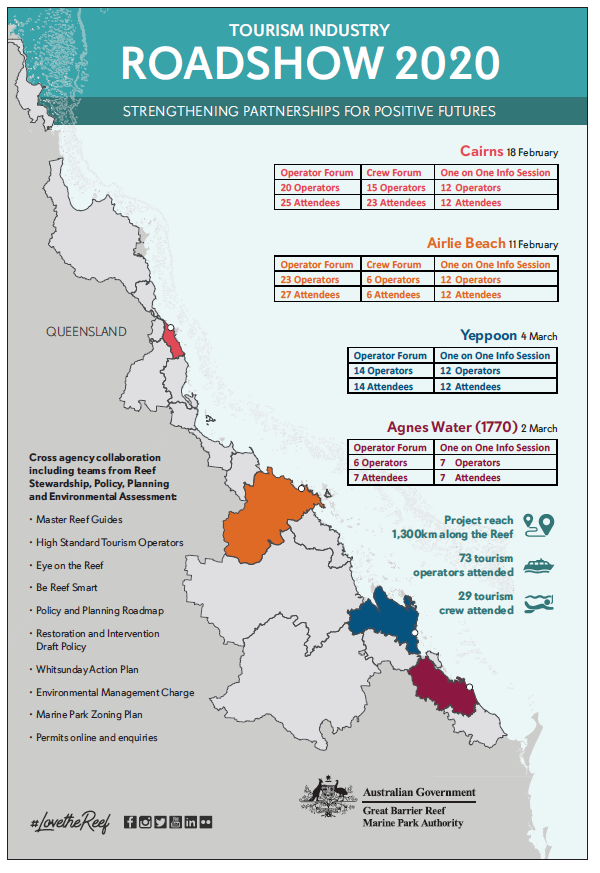 TOURISM INDUSTRY
ROADSHOW 2020
STRENGTHENING PARTNERSHIPS FOR POSITIVE FUTURES
Cairns 18 February
Operator Forum Crew Forum One on One Info Session
20 Operators 15 Operators 12 Operators
25 Attendees 23 Attendees 12 Attendees
Airlie Beach 11 February
Operator Forum Crew Forum One on One Info Session
23 Operators 6 Operators 12 Operators
27 Attendees 6 Attendees 12 Attendees
QUEENSLAND
Yeppoon 4 March
Operator Forum One on One Info Session
14 Operators 12 Operators
14 Attendees 12 Attendees
Agnes Water (1770) 2 March
Operator Forum One on One Info Session
6 Operators 7 Operators
7 Attendees 7 Attendees
Cross agency collaboration
including teams from Reef
Stewardship, Policy, Planning
and Environmental Assessment:
• Master Reef Guides
• High Standard Tourism Operators
• Eye on the Reef
• Be Reef Smart
• Policy and Planning Roadmap
• Restoration and Intervention
Draft Policy
• Whitsunday Action Plan
• Environmental Management Charge
• Marine Park Zoning Plan
• Permits online and enquiries
Project reach
1,300km along the Reef
73 tourism
operators attended
29 tourism
crew attended
#LovetheReef
Australian Government
Great Barrier Reef
Marine Park Authority